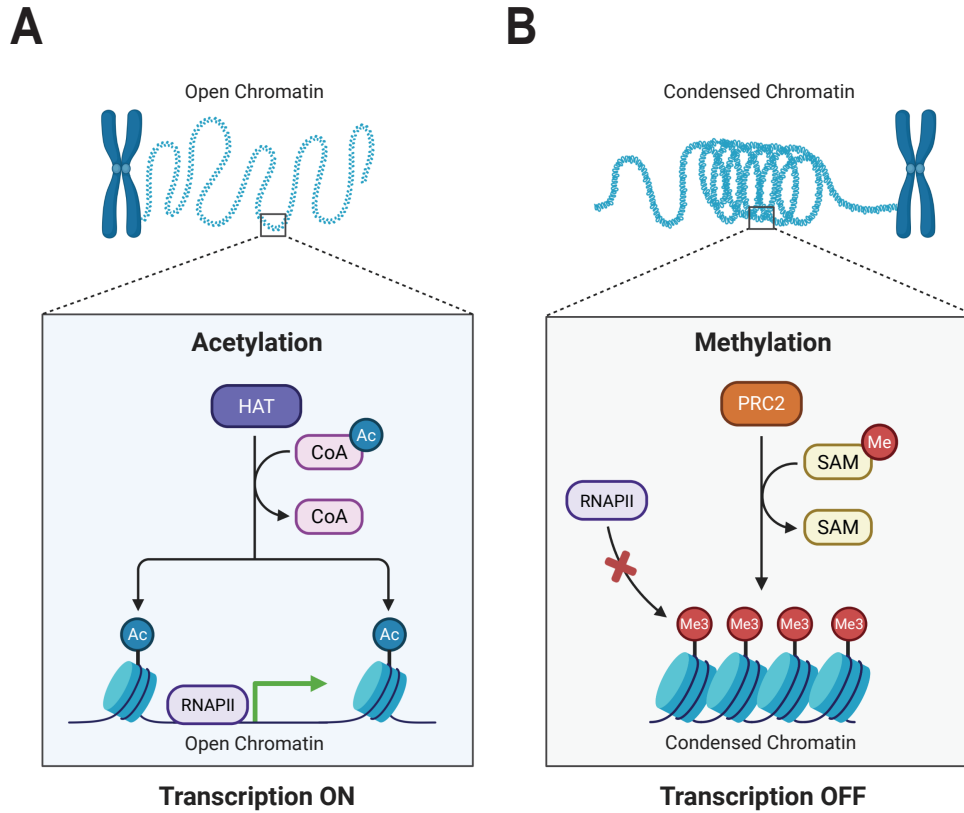 A
Open Chromatin
Acetylation
HAT
Ac
CoA
CoA
Ac
Ac
RNAPII
Open Chromatin
Transcription ON
B
Condensed Chromatin
Methylation
PRC2
Me
SAM
RNAPII
SAM
Me3
Me3
Me3
Me3
Condensed Chromatin
Transcription OFF